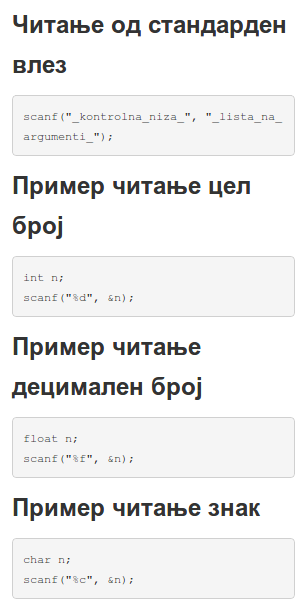 Читање од стандарден
влез
scanf("_kontrolna_niza_", "_lista_na_
argumenti_");
Пример читање цел
број
int n;
scanf("%d", &n);
Пример читање
децимален број
float n;
scanf("%f", &n);
Пример читање знак
char n;
scanf("%c", &n);